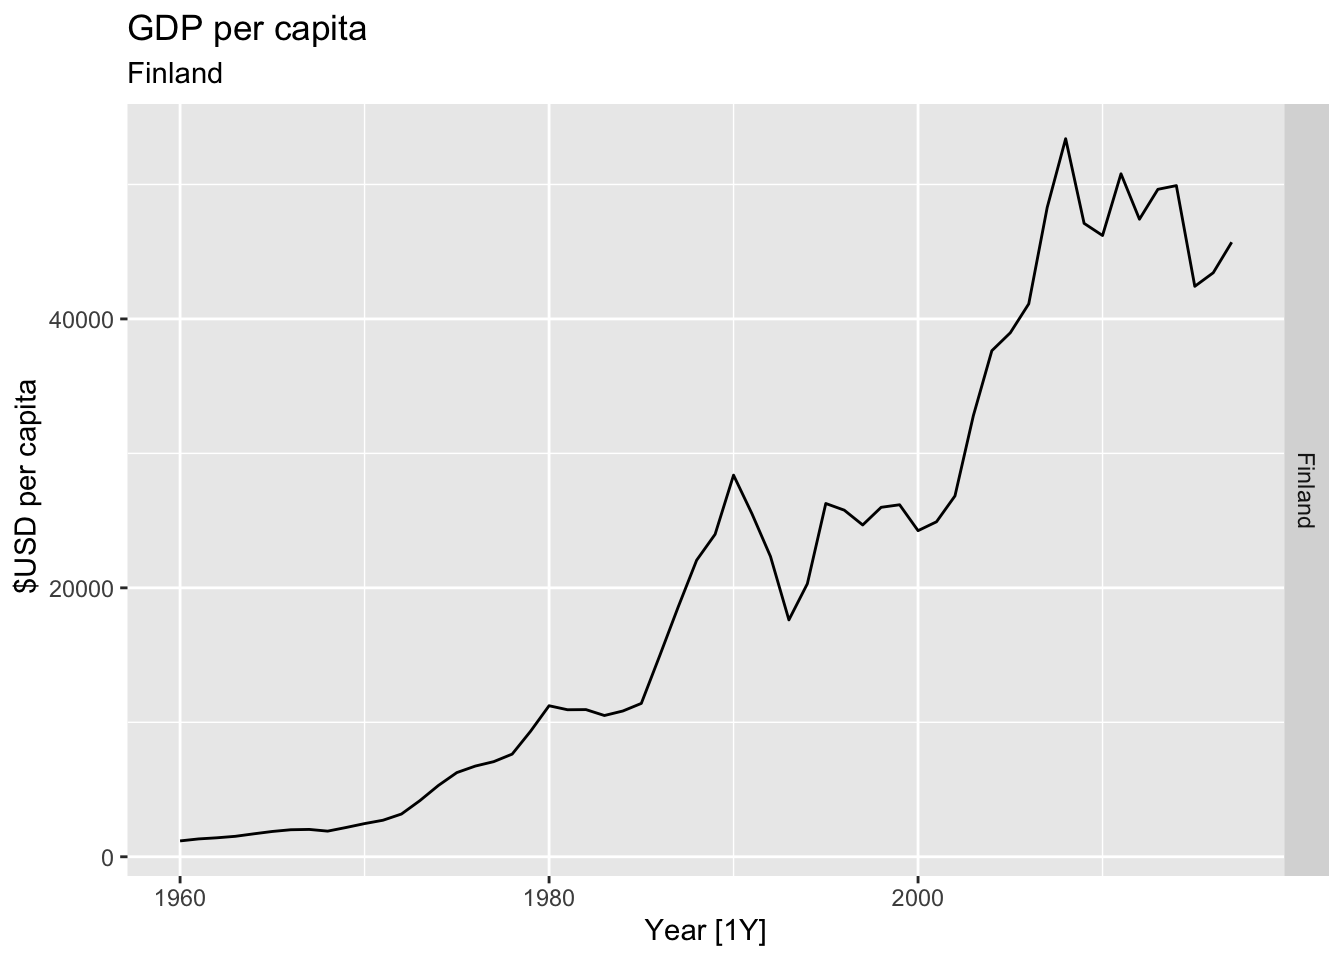 GDP per capita
Finland
$USD per capita
40000
20000
0
1960
1980
2000
Year [1Y]
Finland